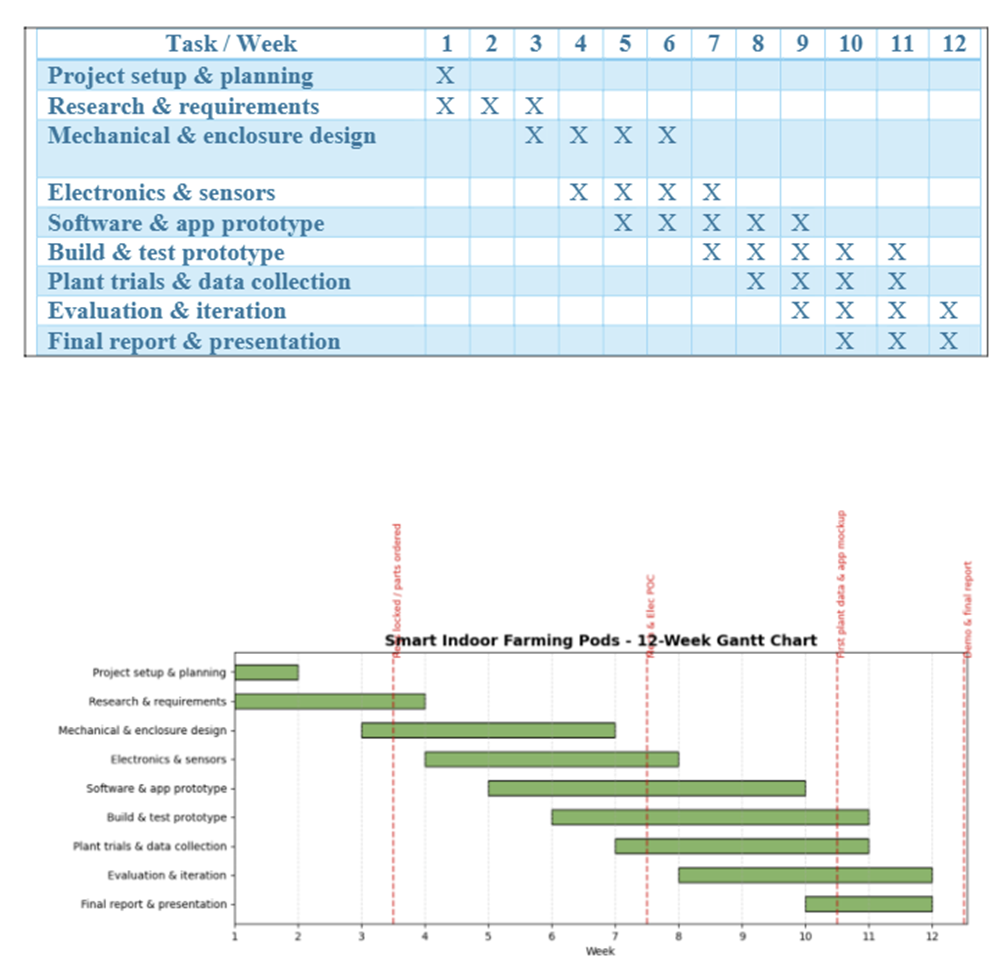 Task / Week 1 2 3 4 5 6 7 8 9 10 11 12
Project setup & planning X
Research & requirements X X X
Mechanical & enclosure design X X X X
Electronics & sensors X X X X
Software & app prototype X X X X X
Build & test prototype X X X X X
Plant trials & data collection X X X X
Evaluation & iteration X X X X
Final report & presentation X X X
locked / parts ordered
& Elec POC
First plant data & app mockup
Demo & final report
Smart Indoor Farming Pods - 12-Week Gantt Chart
Project setup & planning
Research & requirements
Mechanical & enclosure design
Electronics & sensors
Software & app prototype
Build & test prototype
Plant trials & data collection
Evaluation & iteration
Final report & presentation
1 2 3 4 5 6 7 8 9 10 11 12
Week